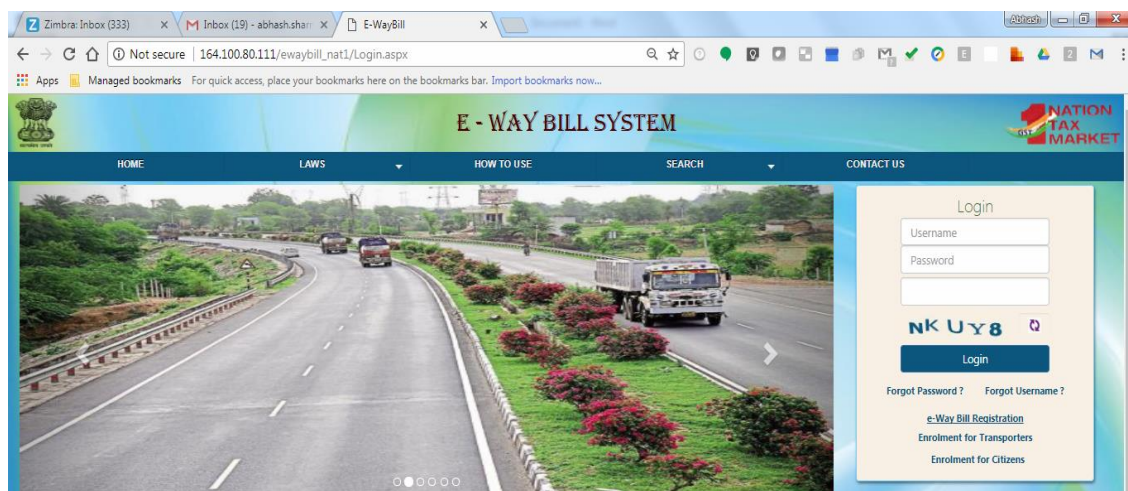 Zimbra: Inbox (333)
Inbox (19) - abhash.shar
E-WayBill
Abhash
Not secure | 164.100.80.111/ewaybill_nat1/Login.aspx
Apps Managed bookmarks For quick access, place your bookmarks here on the bookmarks bar. Import bookmarks now...
E - WAY BILL SYSTEM
GST
1 NATION
TAX
MARKET
HOME LAWS HOW TO USE SEARCH CONTACT US
Login
Username
Password
NKUY8
Login
Forgot Password ? Forgot Username ?
e-Way Bill Registration
Enrolment for Transporters
Enrolment for Citizens